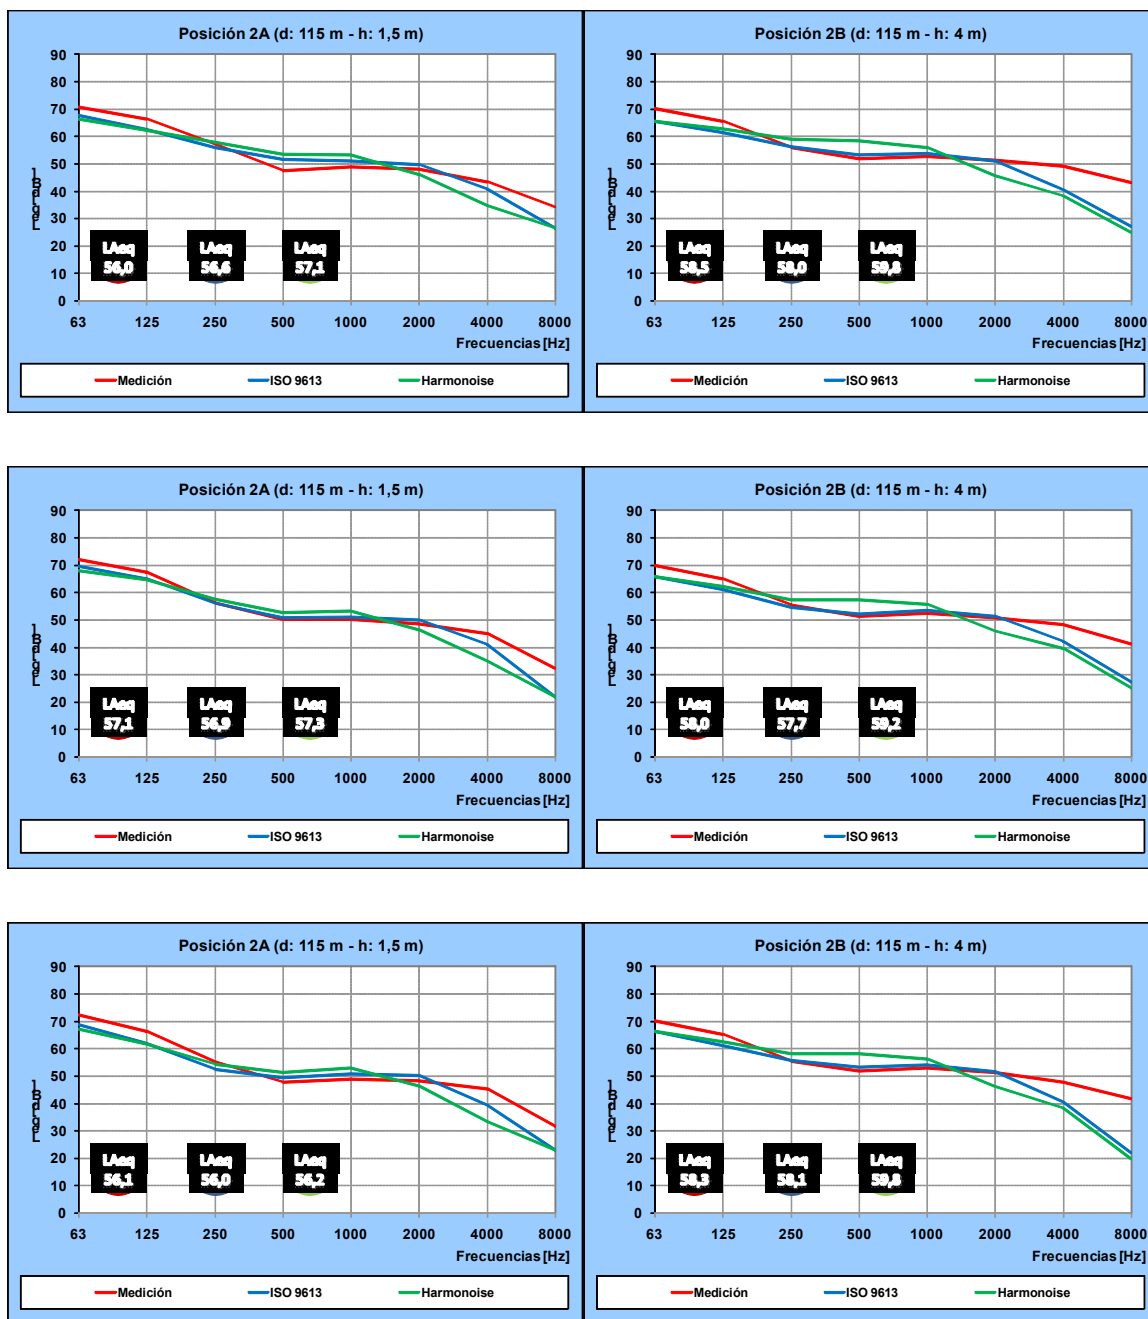 Posición 2A (d: 115 m - h: 1,5 m)
90
80
70
60
50
40
30
20
10
0
LAeq 56,0
LAeq 56,6
LAeq 57,1
63 125 250 500 1000 2000 4000 8000
Frecuencias [Hz]
Medición ISO 9613 Harmonoise
Posición 2B (d: 115 m - h: 4 m)
90
80
70
60
50
40
30
20
10
0
LAeq 58,5
LAeq 58,0
LAeq 59,8
63 125 250 500 1000 2000 4000 8000
Frecuencias [Hz]
Medición ISO 9613 Harmonoise
Posición 2A (d: 115 m - h: 1,5 m)
90
80
70
60
50
40
30
20
10
0
LAeq 57,1
LAeq 56,9
LAeq 57,3
63 125 250 500 1000 2000 4000 8000
Frecuencias [Hz]
Medición ISO 9613 Harmonoise
Posición 2B (d: 115 m - h: 4 m)
90
80
70
60
50
40
30
20
10
0
LAeq 58,0
LAeq 57,7
LAeq 59,2
63 125 250 500 1000 2000 4000 8000
Frecuencias [Hz]
Medición ISO 9613 Harmonoise
Posición 2A (d: 115 m - h: 1,5 m)
90
80
70
60
50
40
30
20
10
0
LAeq 56,1
LAeq 56,0
LAeq 56,2
63 125 250 500 1000 2000 4000 8000
Frecuencias [Hz]
Medición ISO 9613 Harmonoise
Posición 2B (d: 115 m - h: 4 m)
90
80
70
60
50
40
30
20
10
0
LAeq 58,3
LAeq 58,1
LAeq 59,8
63 125 250 500 1000 2000 4000 8000
Frecuencias [Hz]
Medición ISO 9613 Harmonoise